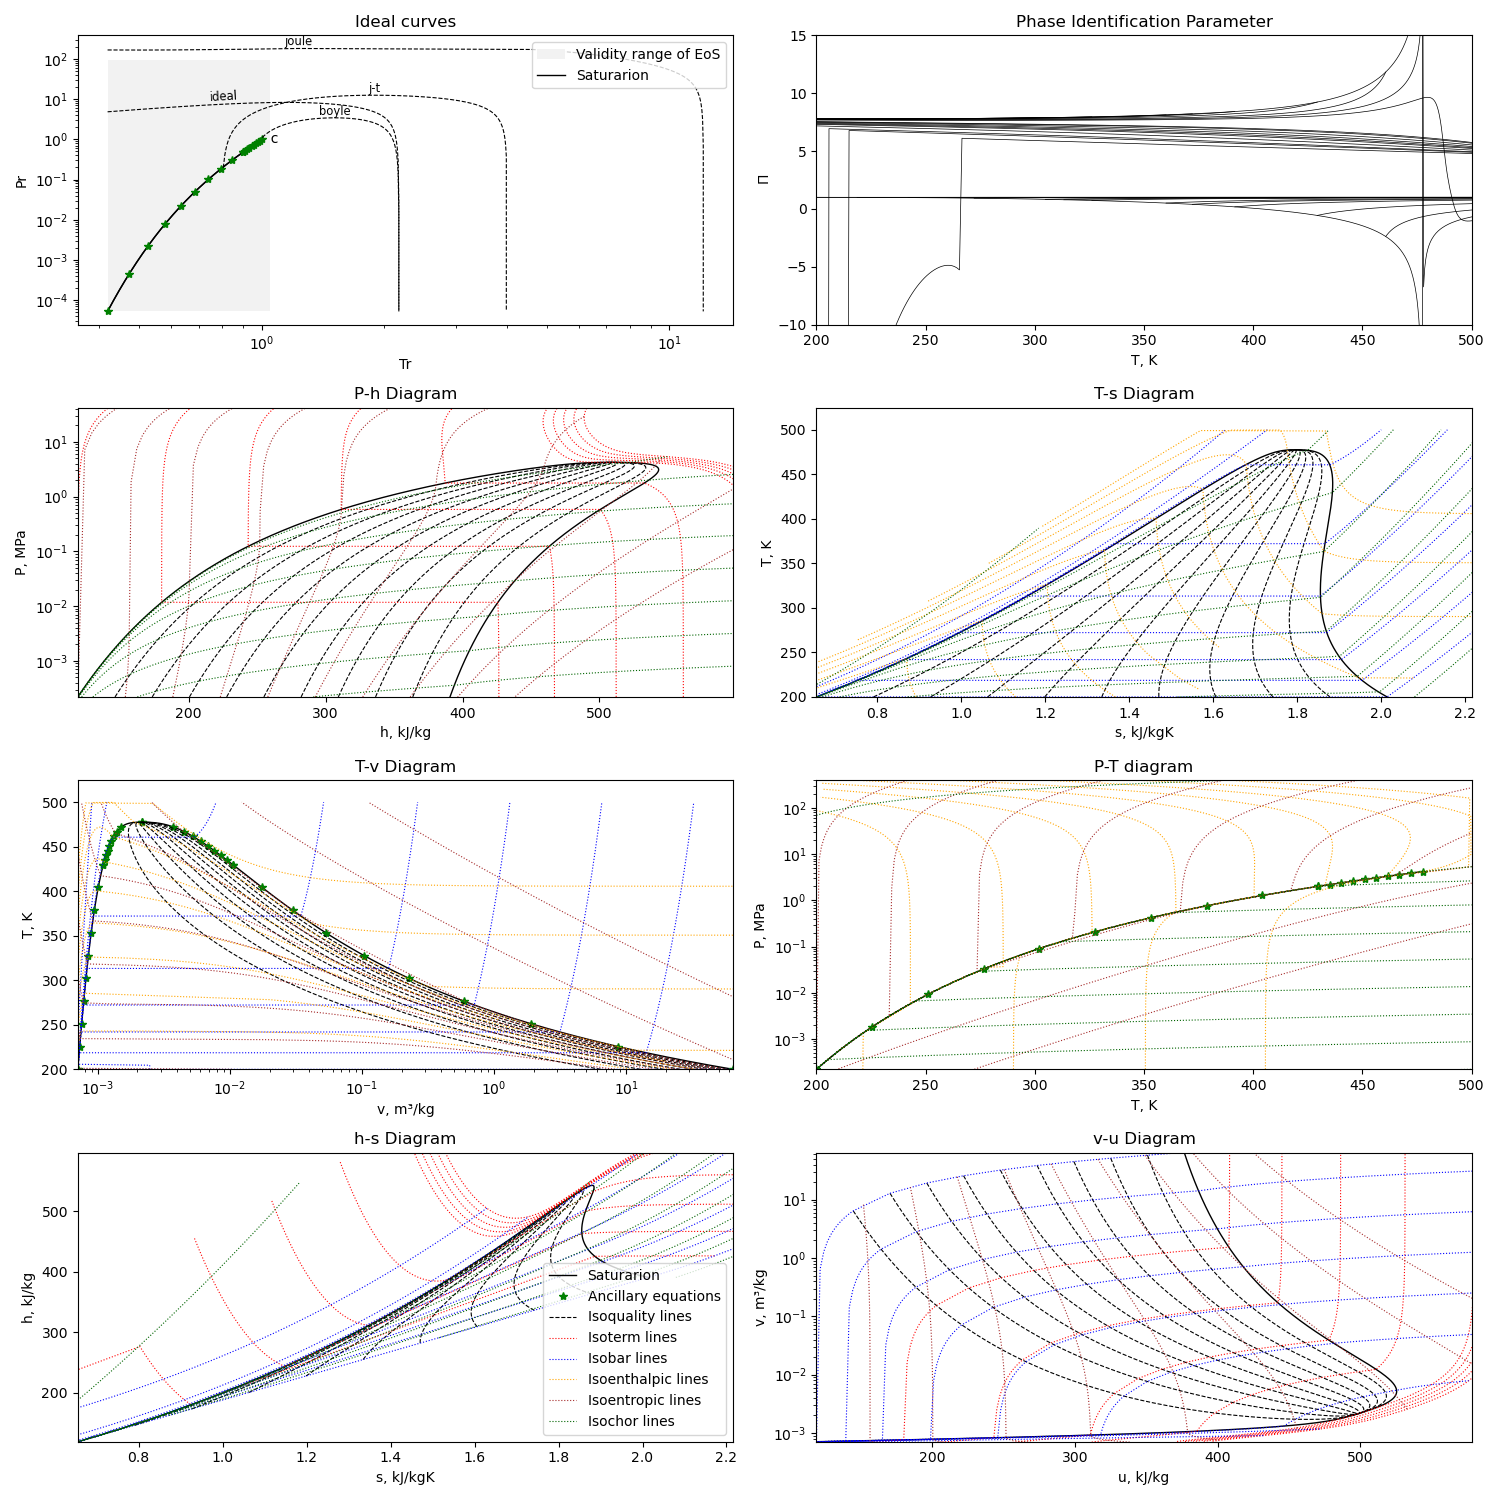 Ideal curves
joule
ideal
j-t
boyle
c
Validity range of EoS
Saturarion
10²
10¹
10⁰
10⁻¹
10⁻²
10⁻³
10⁻⁴
Pr
10⁰
10¹
Tr
Phase Identification Parameter
15
10
5
0
−5
−10
Π
200
250
300
350
400
450
500
T, K
P-h Diagram
10¹
10⁰
10⁻¹
10⁻²
10⁻³
P, MPa
200
300
400
500
h, kJ/kg
T-s Diagram
500
450
400
350
300
250
200
T, K
0.8
1.0
1.2
1.4
1.6
1.8
2.0
2.2
s, kJ/kgK
T-v Diagram
500
450
400
350
300
250
200
T, K
10⁻³
10⁻²
10⁻¹
10⁰
10¹
v, m³/kg
P-T diagram
10²
10¹
10⁰
10⁻¹
10⁻²
10⁻³
P, MPa
200
250
300
350
400
450
500
T, K
h-s Diagram
500
400
300
200
h, kJ/kg
0.8
1.0
1.2
1.4
1.6
1.8
2.0
2.2
s, kJ/kgK
Saturarion
Ancillary equations
Isoquality lines
Isoterm lines
Isobar lines
Isoenthalpic lines
Isoentropic lines
Isochor lines
v-u Diagram
10¹
10⁰
10⁻¹
10⁻²
10⁻³
v, m³/kg
200
300
400
500
u, kJ/kg